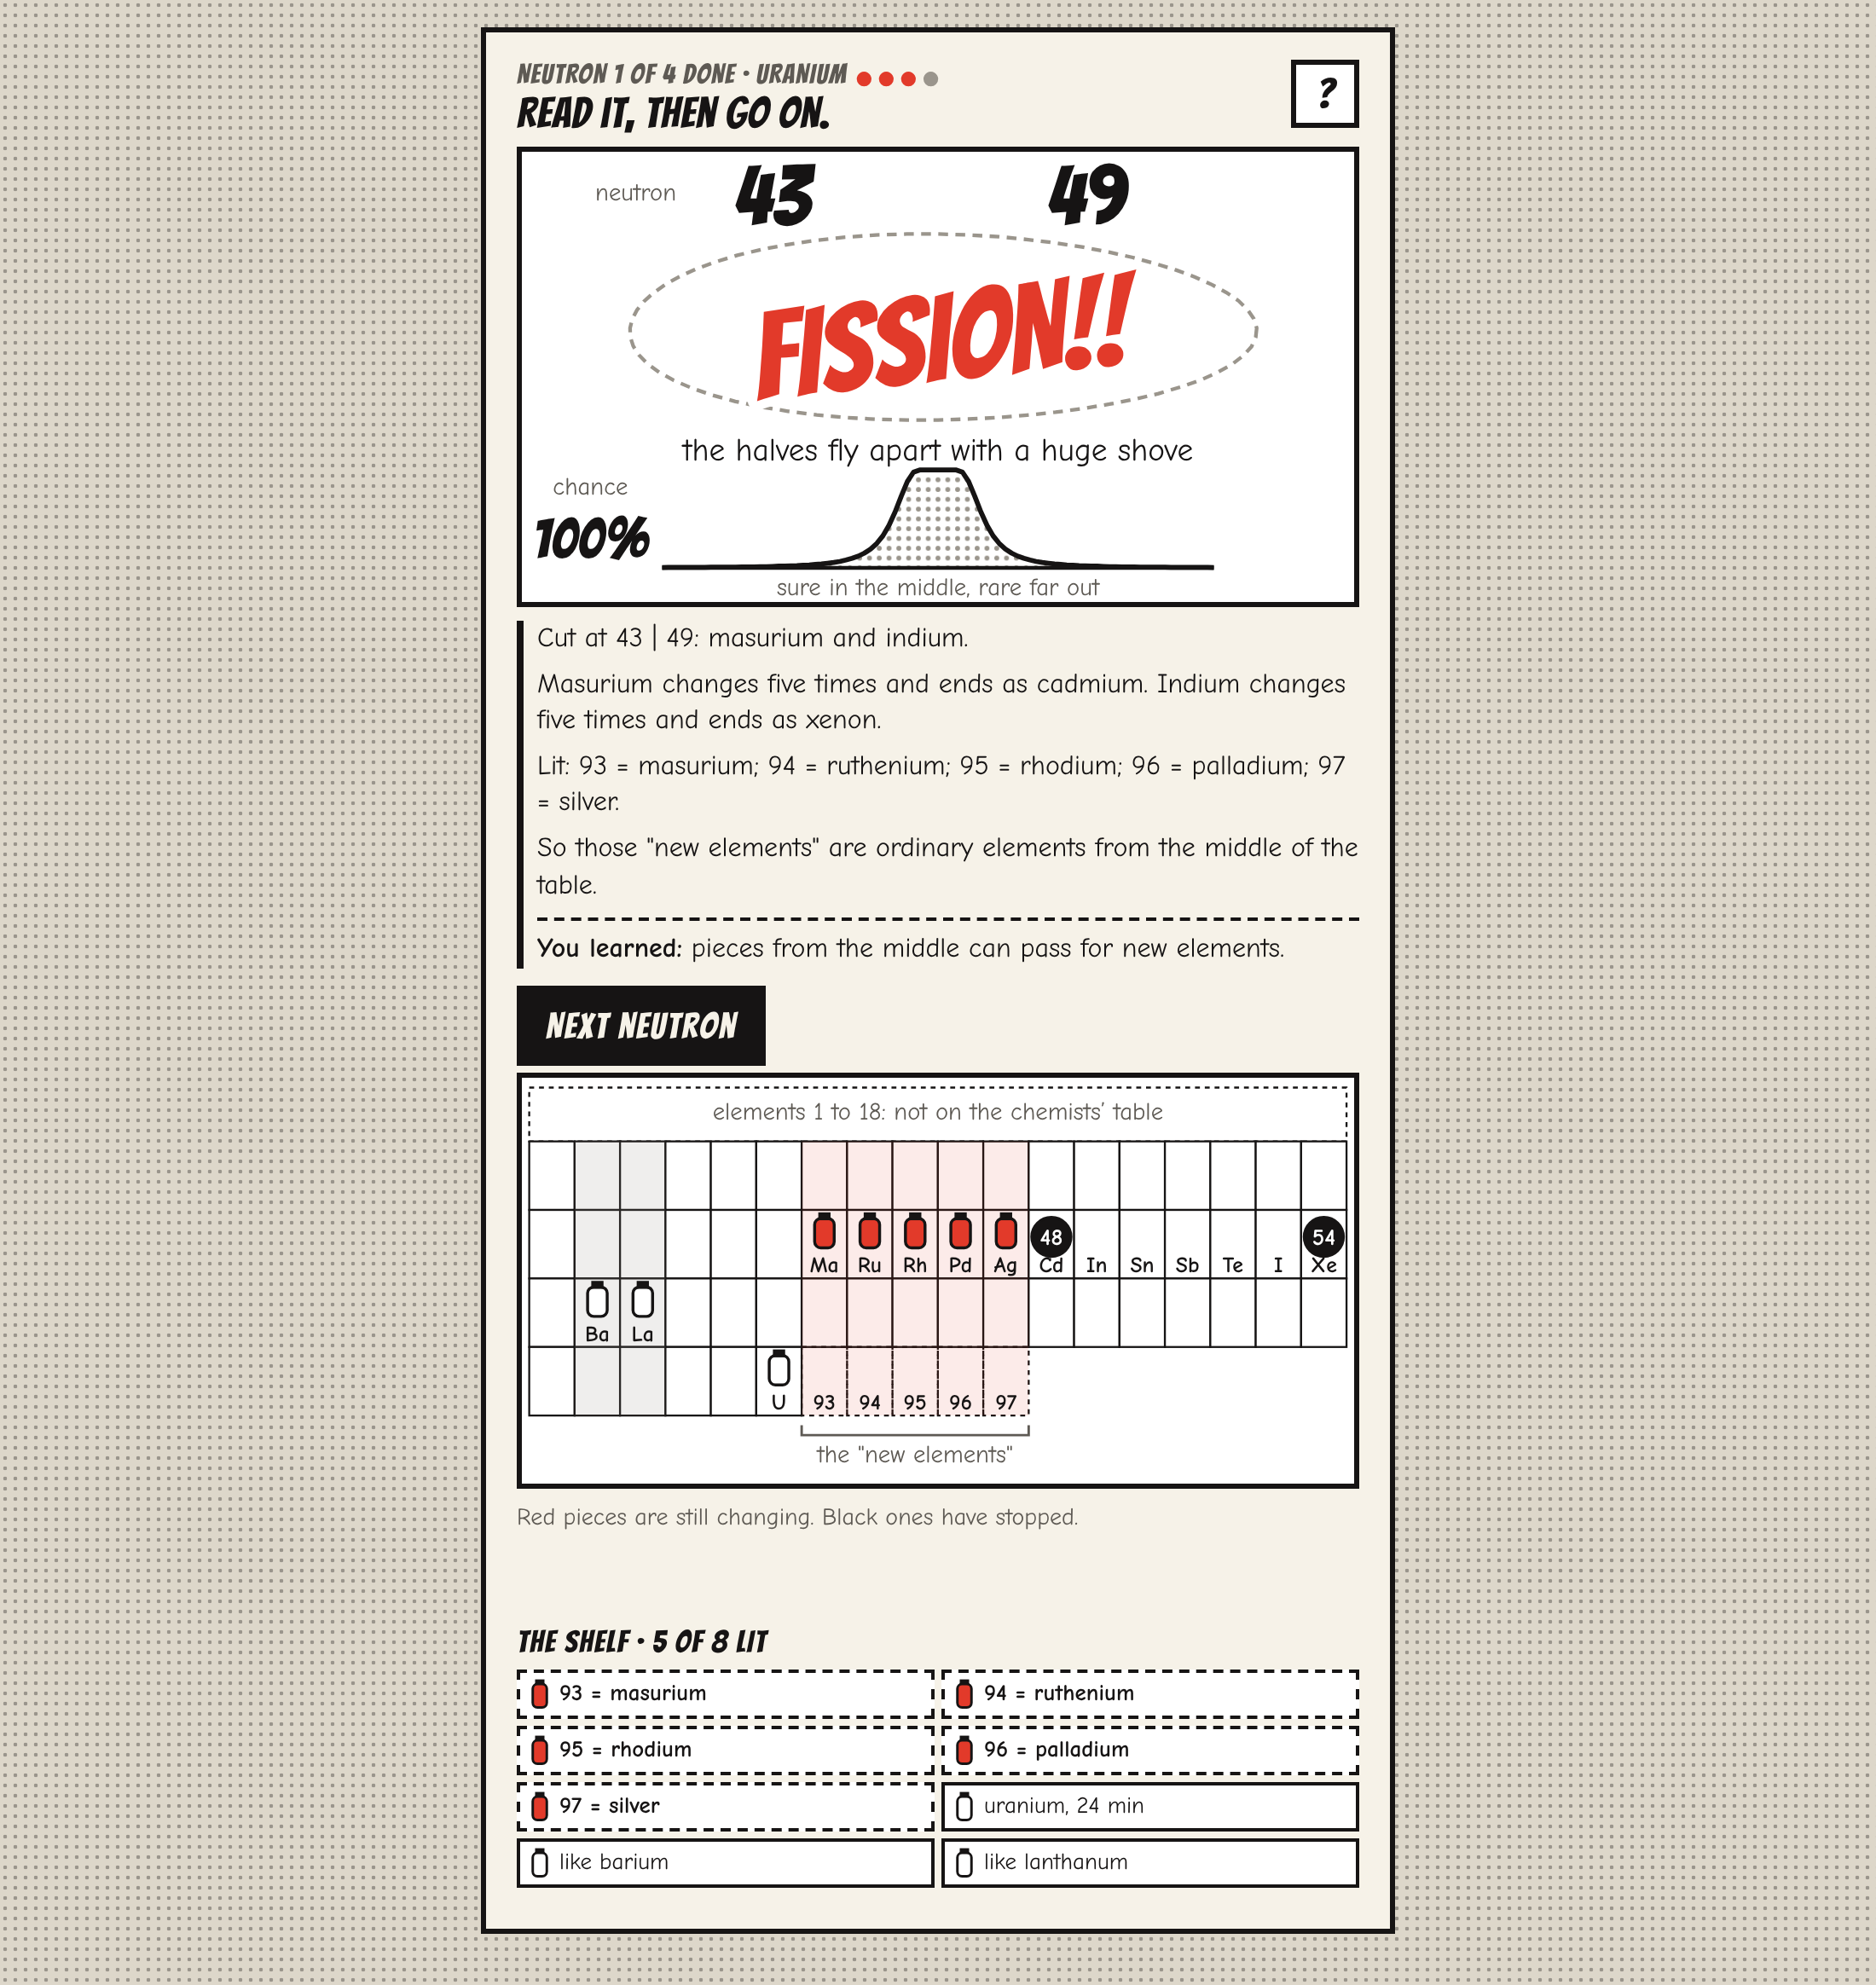 NEUTRON 1 OF 4 DONE · URANIUM
READ IT, THEN GO ON.
?
neutron
43
49
FISSION!!
the halves fly apart with a huge shove
chance
100%
sure in the middle, rare far out
Cut at 43 | 49: masurium and indium.
Masurium changes five times and ends as cadmium. Indium changes
five times and ends as xenon.
Lit: 93 = masurium; 94 = ruthenium; 95 = rhodium; 96 = palladium; 97
= silver.
So those "new elements" are ordinary elements from the middle of the
table.
You learned: pieces from the middle can pass for new elements.
NEXT NEUTRON
elements 1 to 18: not on the chemists’ table
48 54
Ma Ru Rh Pd Ag Cd In Sn Sb Te I Xe
Ba La
U 93 94 95 96 97
the "new elements"
Red pieces are still changing. Black ones have stopped.
THE SHELF · 5 OF 8 LIT
93 = masurium
94 = ruthenium
95 = rhodium
96 = palladium
97 = silver
uranium, 24 min
like barium
like lanthanum